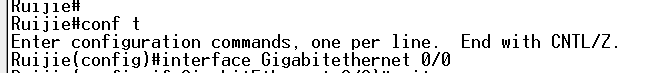 Ruijie#
Ruijie#conf t
Enter configuration commands, one per line.  End with CNTL/Z.
Ruijie(config)#interface Gigabitethernet 0/0